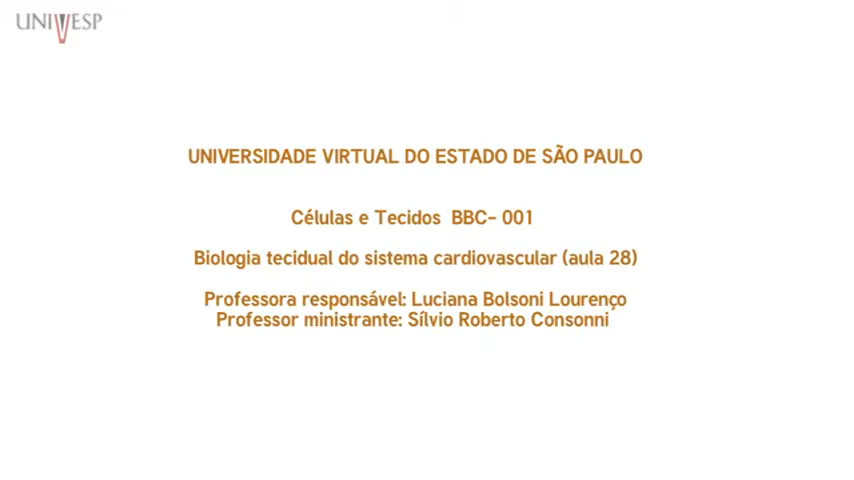 UNIVESP
UNIVERSIDADE VIRTUAL DO ESTADO DE SÃO PAULO
Células e Tecidos BBC- 001
Biologia tecidual do sistema cardiovascular (aula 28)
Professora responsável: Luciana Bolsoni Lourenço
Professor ministrante: Sílvio Roberto Consonni